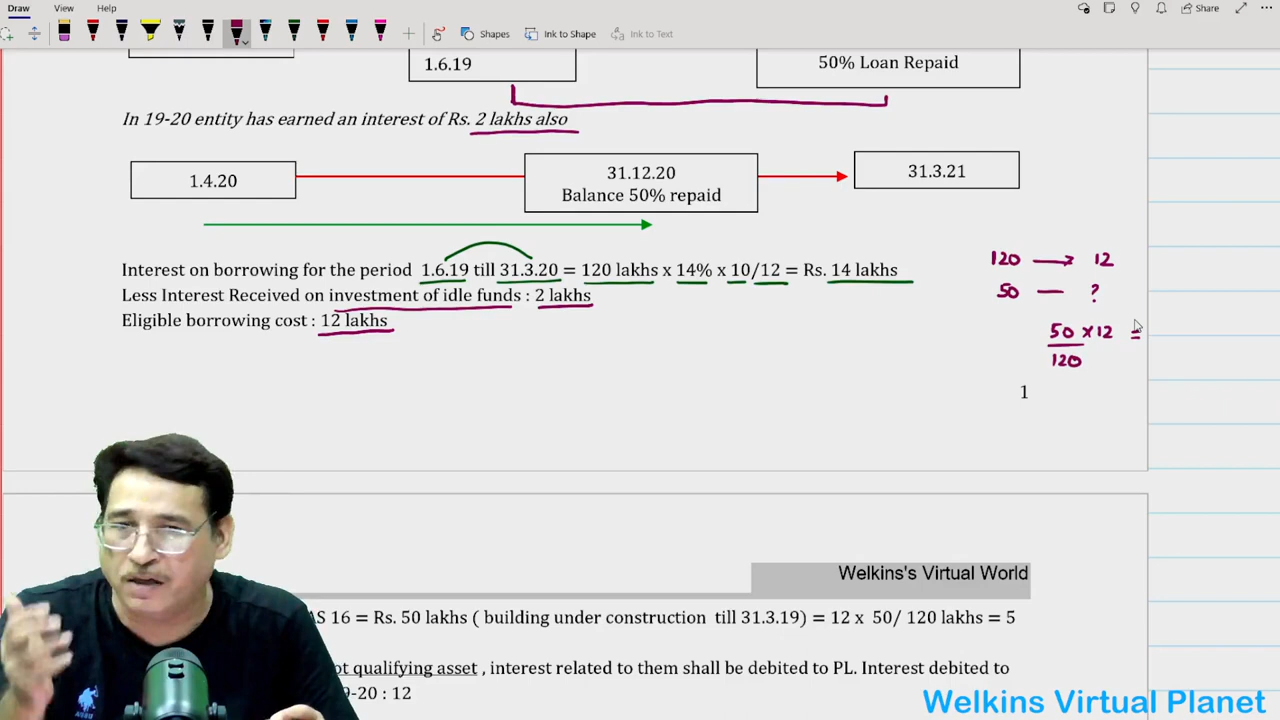 Draw View Help
Shapes Ink to Shape Ink to Text Share
1.6.19
50% Loan Repaid
In 19-20 entity has earned an interest of Rs. 2 lakhs also
1.4.20
31.12.20
Balance 50% repaid
31.3.21
Interest on borrowing for the period 1.6.19 till 31.3.20 = 120 lakhs x 14% x 10/12 = Rs. 14 lakhs
Less Interest Received on investment of idle funds : 2 lakhs
Eligible borrowing cost : 12 lakhs
120 → 12
50 — ?
50 × 12 =
120
1
Welkins's Virtual World
AS 16 = Rs. 50 lakhs ( building under construction till 31.3.19) = 12 x 50/ 120 lakhs = 5
ot qualifying asset , interest related to them shall be debited to PL. Interest debited to
9-20 : 12
Welkins Virtual Planet